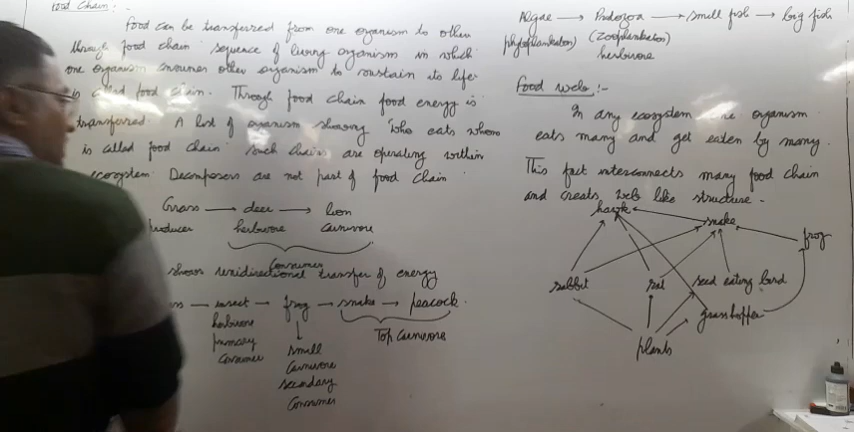 Food Chain:-
Food can be transferred from one organism to other
through food chain sequence of living organism in which
one organism consumes other organism to sustain its life
is called food chain. Through food chain food energy is
transferred. A list of organism showing "Who eats whom
is called food chain. Such chains are operating within
ecosystem. Decomposers are not part of food chain.
Grass → deer → lion
producer herbivore carnivore
Consumer
shows unidirectional transfer of energy
ss — insect → frog → snake → peacock.
herbivore
primary
consumer
small
carnivore
secondary
consumer
Top Carnivore
Algae → Protozoa → small fish → big fish
phytoplankton) (zooplankton)
herbivore
Food web :-
In any ecosystem organism
eats many and get eaten by many.
This fact interconnects many food chain
and creats web like structure.
hawk
snake
frog
rabbit rat seed eating bird
grasshopper
plants